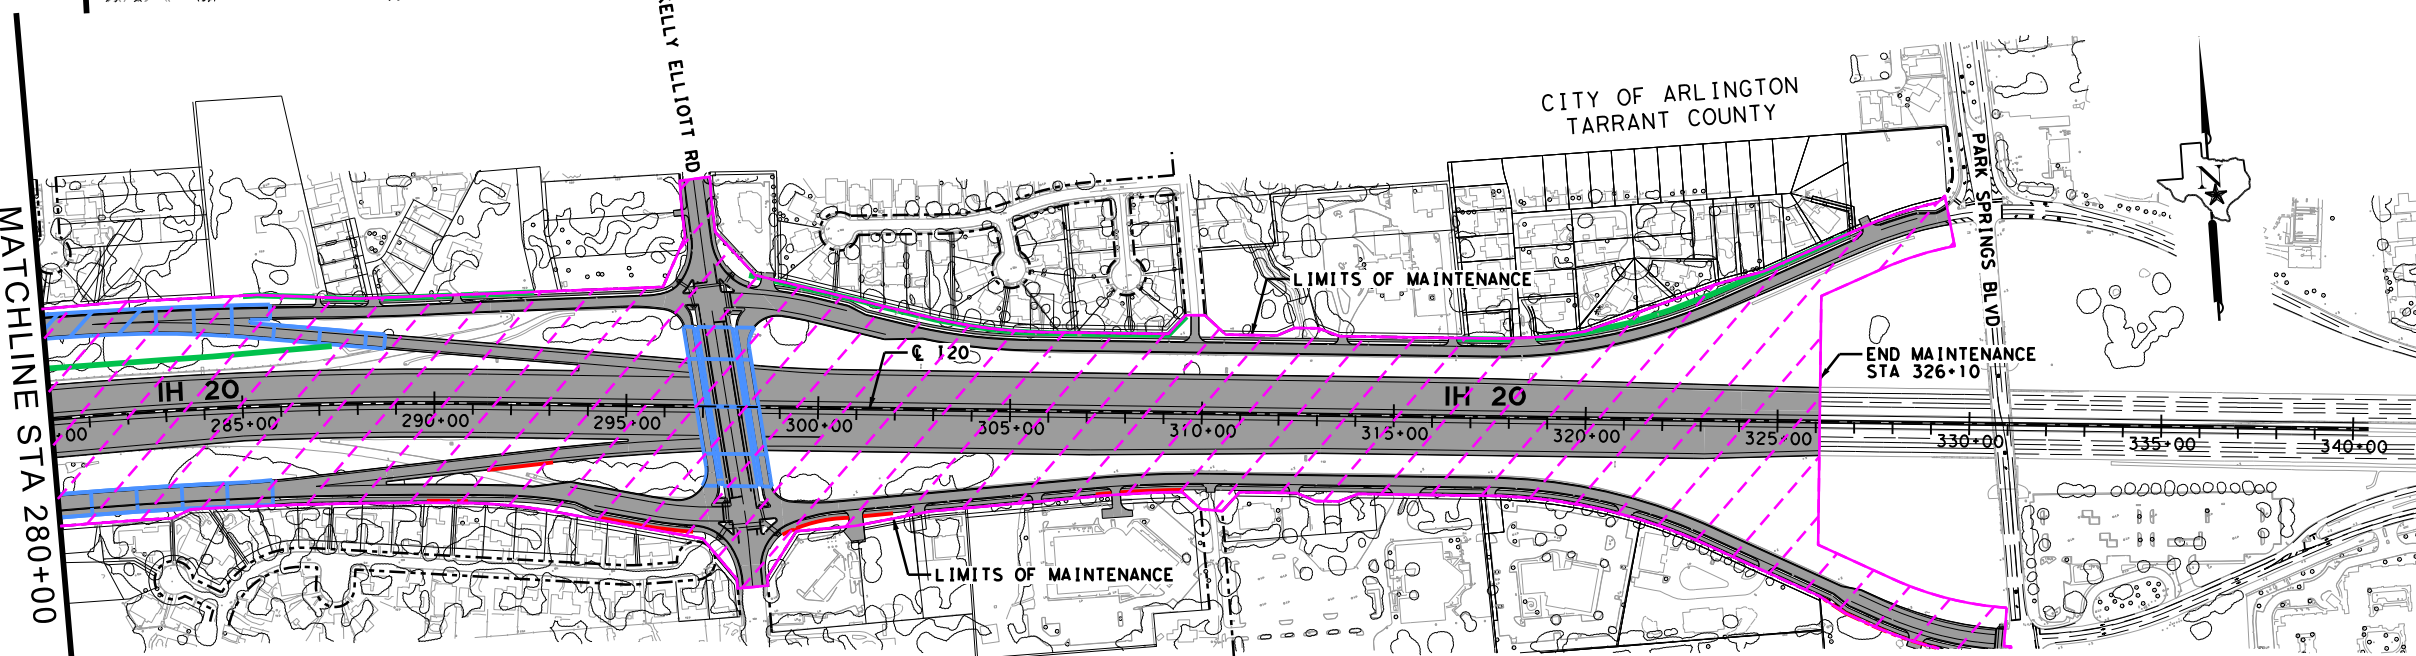 KELLY ELLIOTT RD
CITY OF ARLINGTON
TARRANT COUNTY
PARK SPRINGS BLVD
N
MATCHLINE STA 280+00
LIMITS OF MAINTENANCE
℄ I20
END MAINTENANCE
STA 326+10
IH 20
IH 20
00
285+00
290+00
295+00
300+00
305+00
310+00
315+00
320+00
325+00
330+00
335+00
340+00
LIMITS OF MAINTENANCE